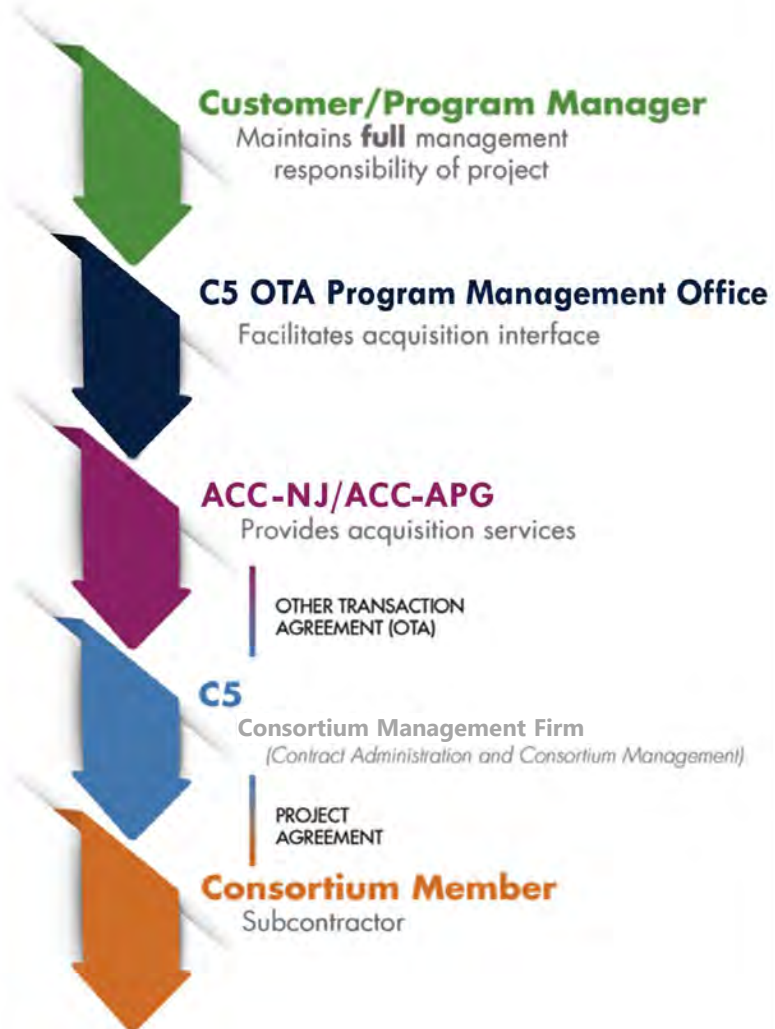 Customer/Program Manager
Maintains full management
responsibility of project
C5 OTA Program Management Office
Facilitates acquisition interface
ACC-NJ/ACC-APG
Provides acquisition services
OTHER TRANSACTION
AGREEMENT (OTA)
C5
Consortium Management Firm
(Contract Administration and Consortium Management)
PROJECT
AGREEMENT
Consortium Member
Subcontractor